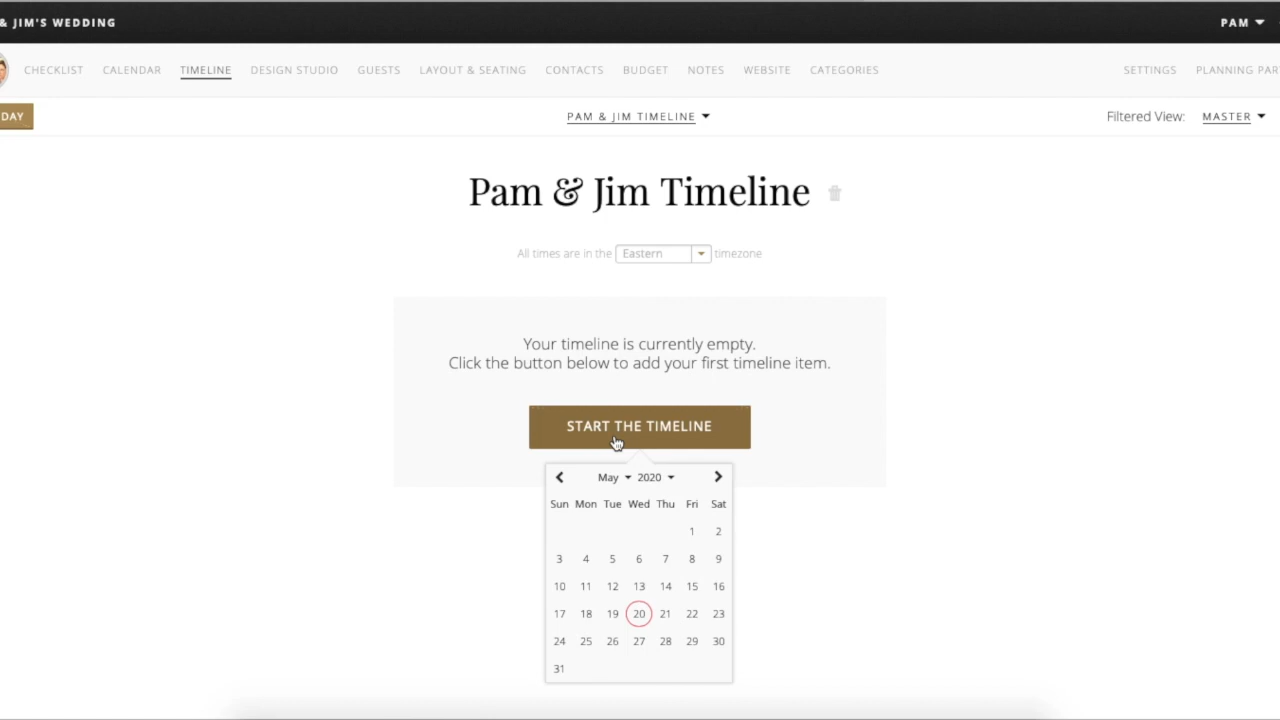 & JIM'S WEDDING
PAM
CHECKLIST CALENDAR TIMELINE DESIGN STUDIO GUESTS LAYOUT & SEATING CONTACTS BUDGET NOTES WEBSITE CATEGORIES SETTINGS PLANNING PAR
DAY
PAM & JIM TIMELINE
Filtered View: MASTER
Pam & Jim Timeline
All times are in the Eastern timezone
Your timeline is currently empty.
Click the button below to add your first timeline item.
START THE TIMELINE
May 2020
Sun Mon Tue Wed Thu Fri Sat
1 2
3 4 5 6 7 8 9
10 11 12 13 14 15 16
17 18 19 20 21 22 23
24 25 26 27 28 29 30
31